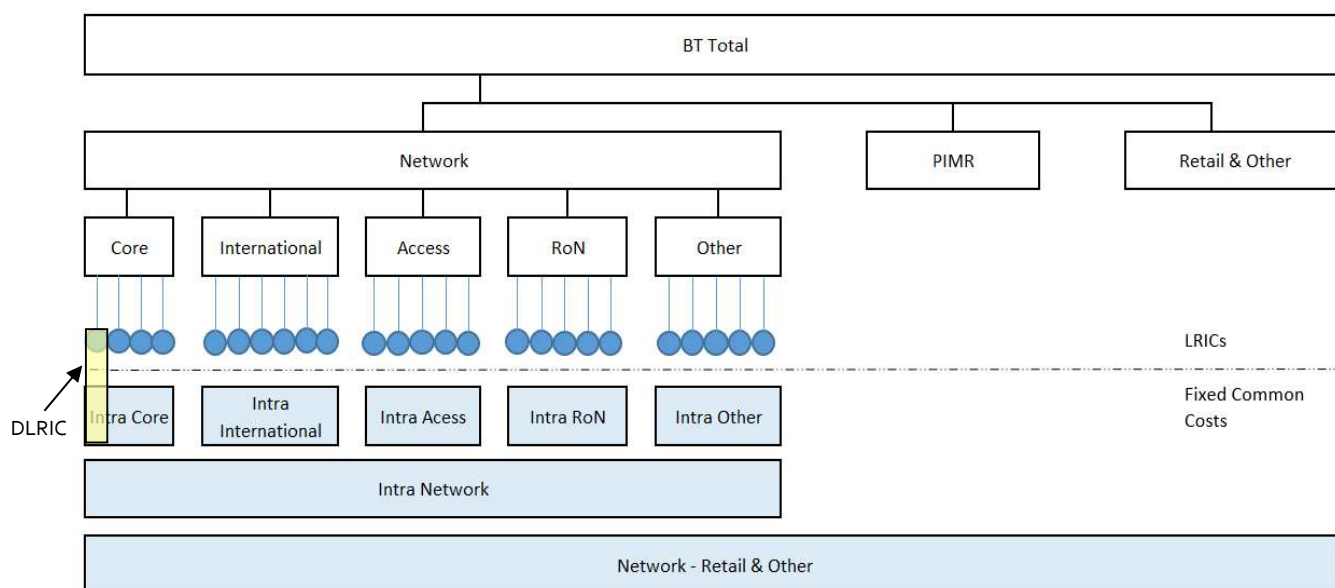 BT Total
Network
PIMR
Retail & Other
Core
International
Access
RoN
Other
LRICs
DLRIC
Intra Core
Intra
International
Intra Acess
Intra RoN
Intra Other
Fixed Common
Costs
Intra Network
Network - Retail & Other